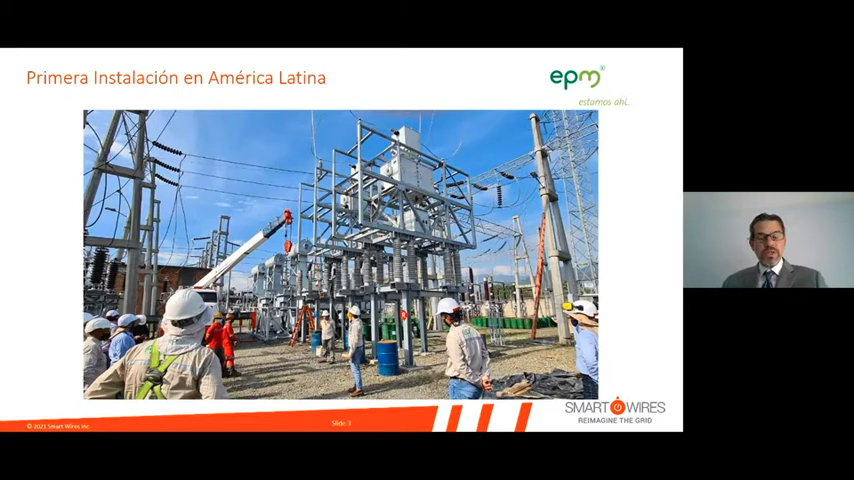 Primera Instalación en América Latina
epm®
estamos ahí.
SMART WIRES
REIMAGINE THE GRID
© 2021 Smart Wires Inc.
Slide 3